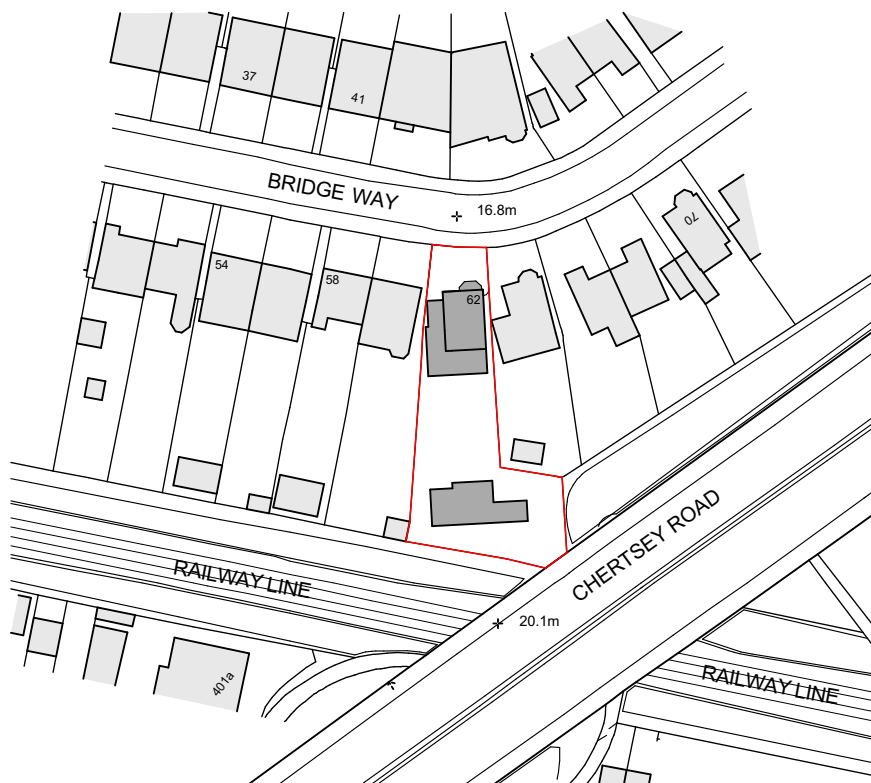 37
41
BRIDGE WAY
16.8m
70
54
58
62
CHERTSEY ROAD
RAILWAY LINE
20.1m
401a
RAILWAY LINE